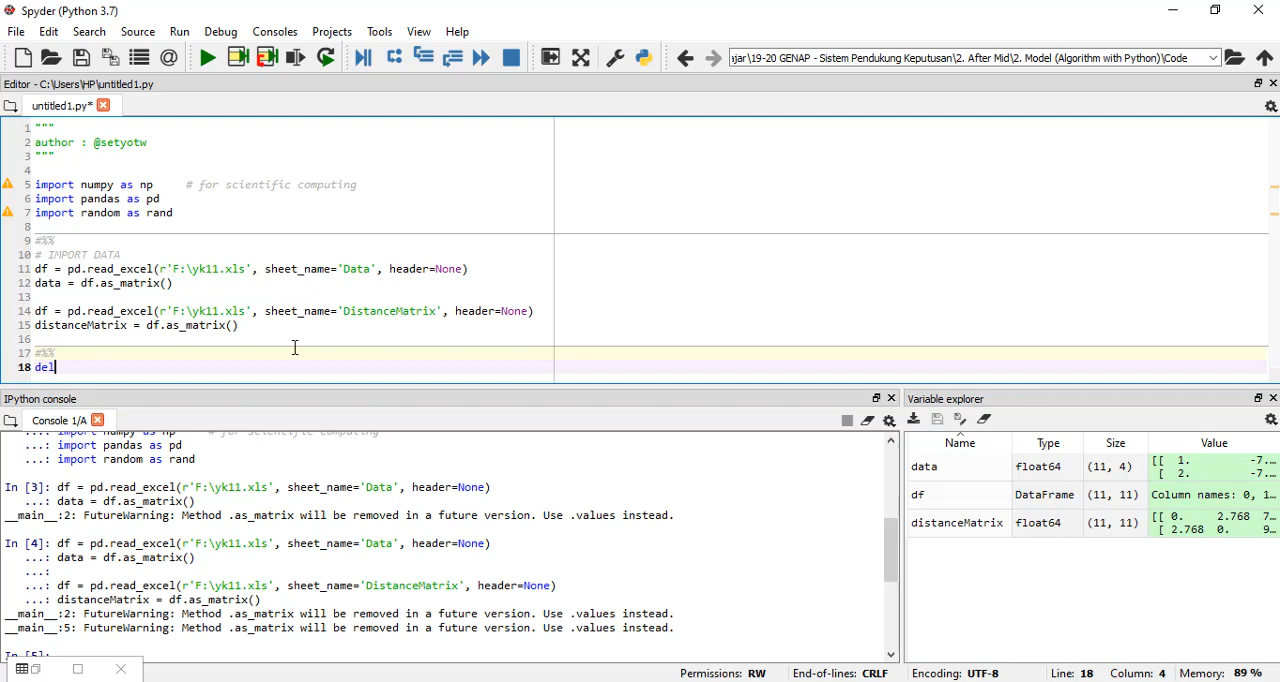 Spyder (Python 3.7)
File Edit Search Source Run Debug Consoles Projects Tools View Help
jar\19-20 GENAP - Sistem Pendukung Keputusan\2. After Mid\2. Model (Algorithm with Python)\Code
Editor - C:\Users\HP\untitled1.py
untitled1.py*
1 """
2 author : @setyotw
3 """
4
5 import numpy as np # for scientific computing
6 import pandas as pd
7 import random as rand
8
9 #%%
10 # IMPORT DATA
11 df = pd.read_excel(r'F:\yk11.xls', sheet_name='Data', header=None)
12 data = df.as_matrix()
13
14 df = pd.read_excel(r'F:\yk11.xls', sheet_name='DistanceMatrix', header=None)
15 distanceMatrix = df.as_matrix()
16
17 #%%
18 del
IPython console
Console 1/A
...: import numpy as np # for scientific computing
...: import pandas as pd
...: import random as rand
In [3]: df = pd.read_excel(r'F:\yk11.xls', sheet_name='Data', header=None)
...: data = df.as_matrix()
__main__:2: FutureWarning: Method .as_matrix will be removed in a future version. Use .values instead.
In [4]: df = pd.read_excel(r'F:\yk11.xls', sheet_name='Data', header=None)
...: data = df.as_matrix()
...:
...: df = pd.read_excel(r'F:\yk11.xls', sheet_name='DistanceMatrix', header=None)
...: distanceMatrix = df.as_matrix()
__main__:2: FutureWarning: Method .as_matrix will be removed in a future version. Use .values instead.
__main__:5: FutureWarning: Method .as_matrix will be removed in a future version. Use .values instead.
In [5]:
Variable explorer
Name Type Size Value
data float64 (11, 4) [[ 1. -7.…
[ 2. -7.…
df DataFrame (11, 11) Column names: 0, 1…
distanceMatrix float64 (11, 11) [[ 0. 2.768 7…
[ 2.768 0. 9…
Permissions: RW End-of-lines: CRLF Encoding: UTF-8 Line: 18 Column: 4 Memory: 89 %